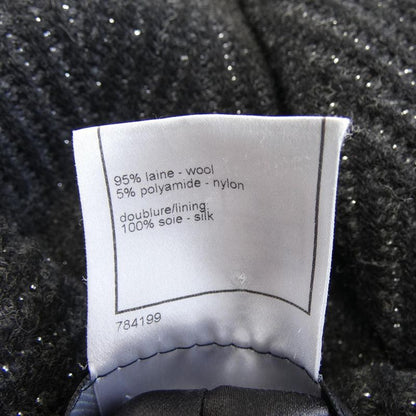 95% laine - wool
5% polyamide - nylon
doublure/lining:
100% soie - silk
784199